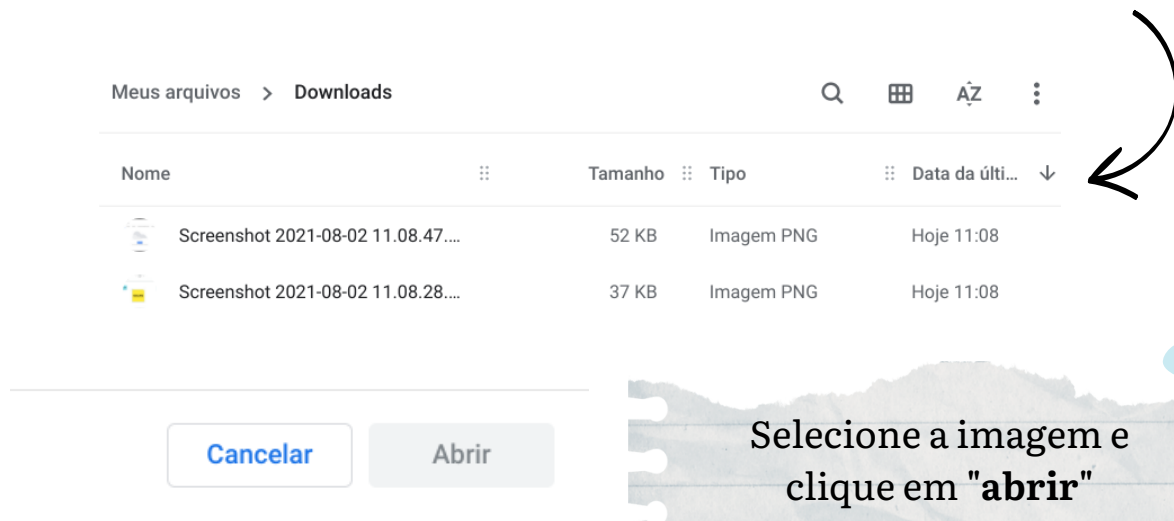 Meus arquivos > Downloads
AZ
Nome Tamanho Tipo Data da últi...
Screenshot 2021-08-02 11.08.47.... 52 KB Imagem PNG Hoje 11:08
Screenshot 2021-08-02 11.08.28.... 37 KB Imagem PNG Hoje 11:08
Cancelar Abrir
Selecione a imagem e
clique em "abrir"